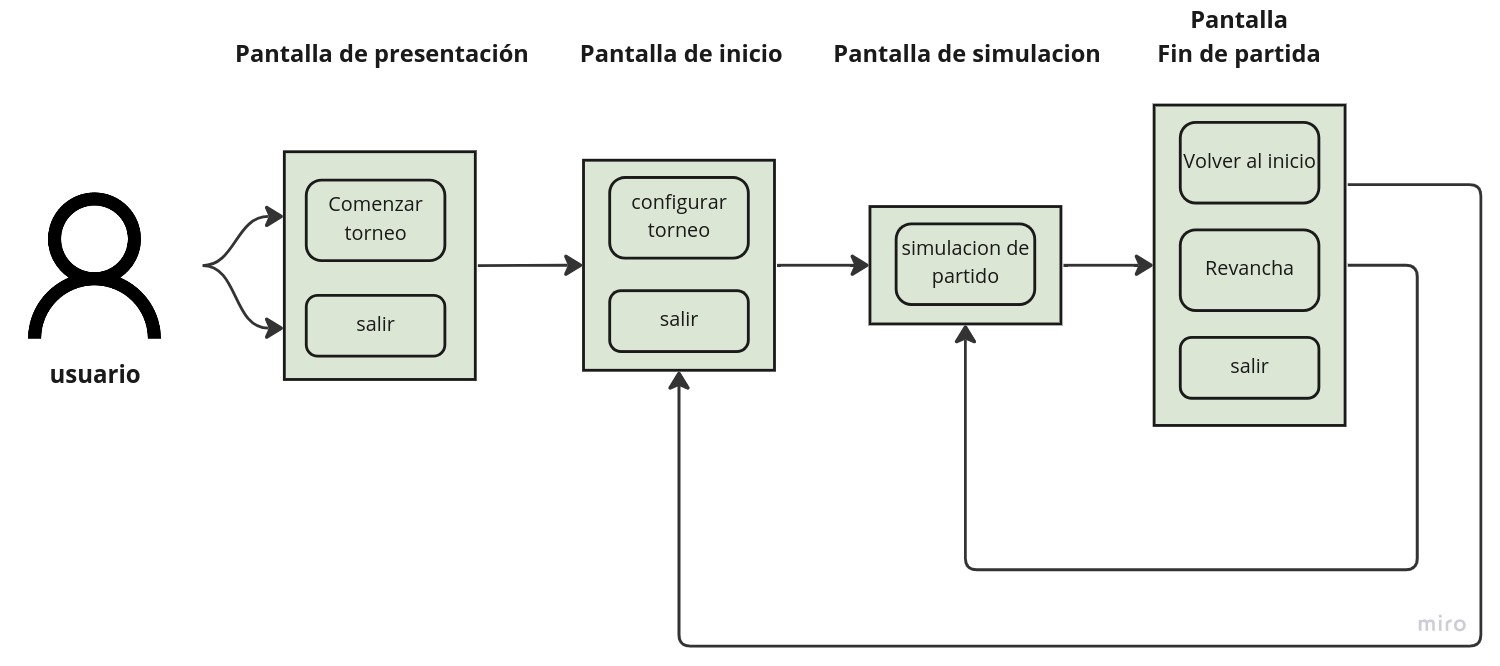 Pantalla de presentación
Pantalla de inicio
Pantalla de simulacion
Pantalla
Fin de partida
usuario
Comenzar
torneo
salir
configurar
torneo
salir
simulacion de
partido
Volver al inicio
Revancha
salir
miro